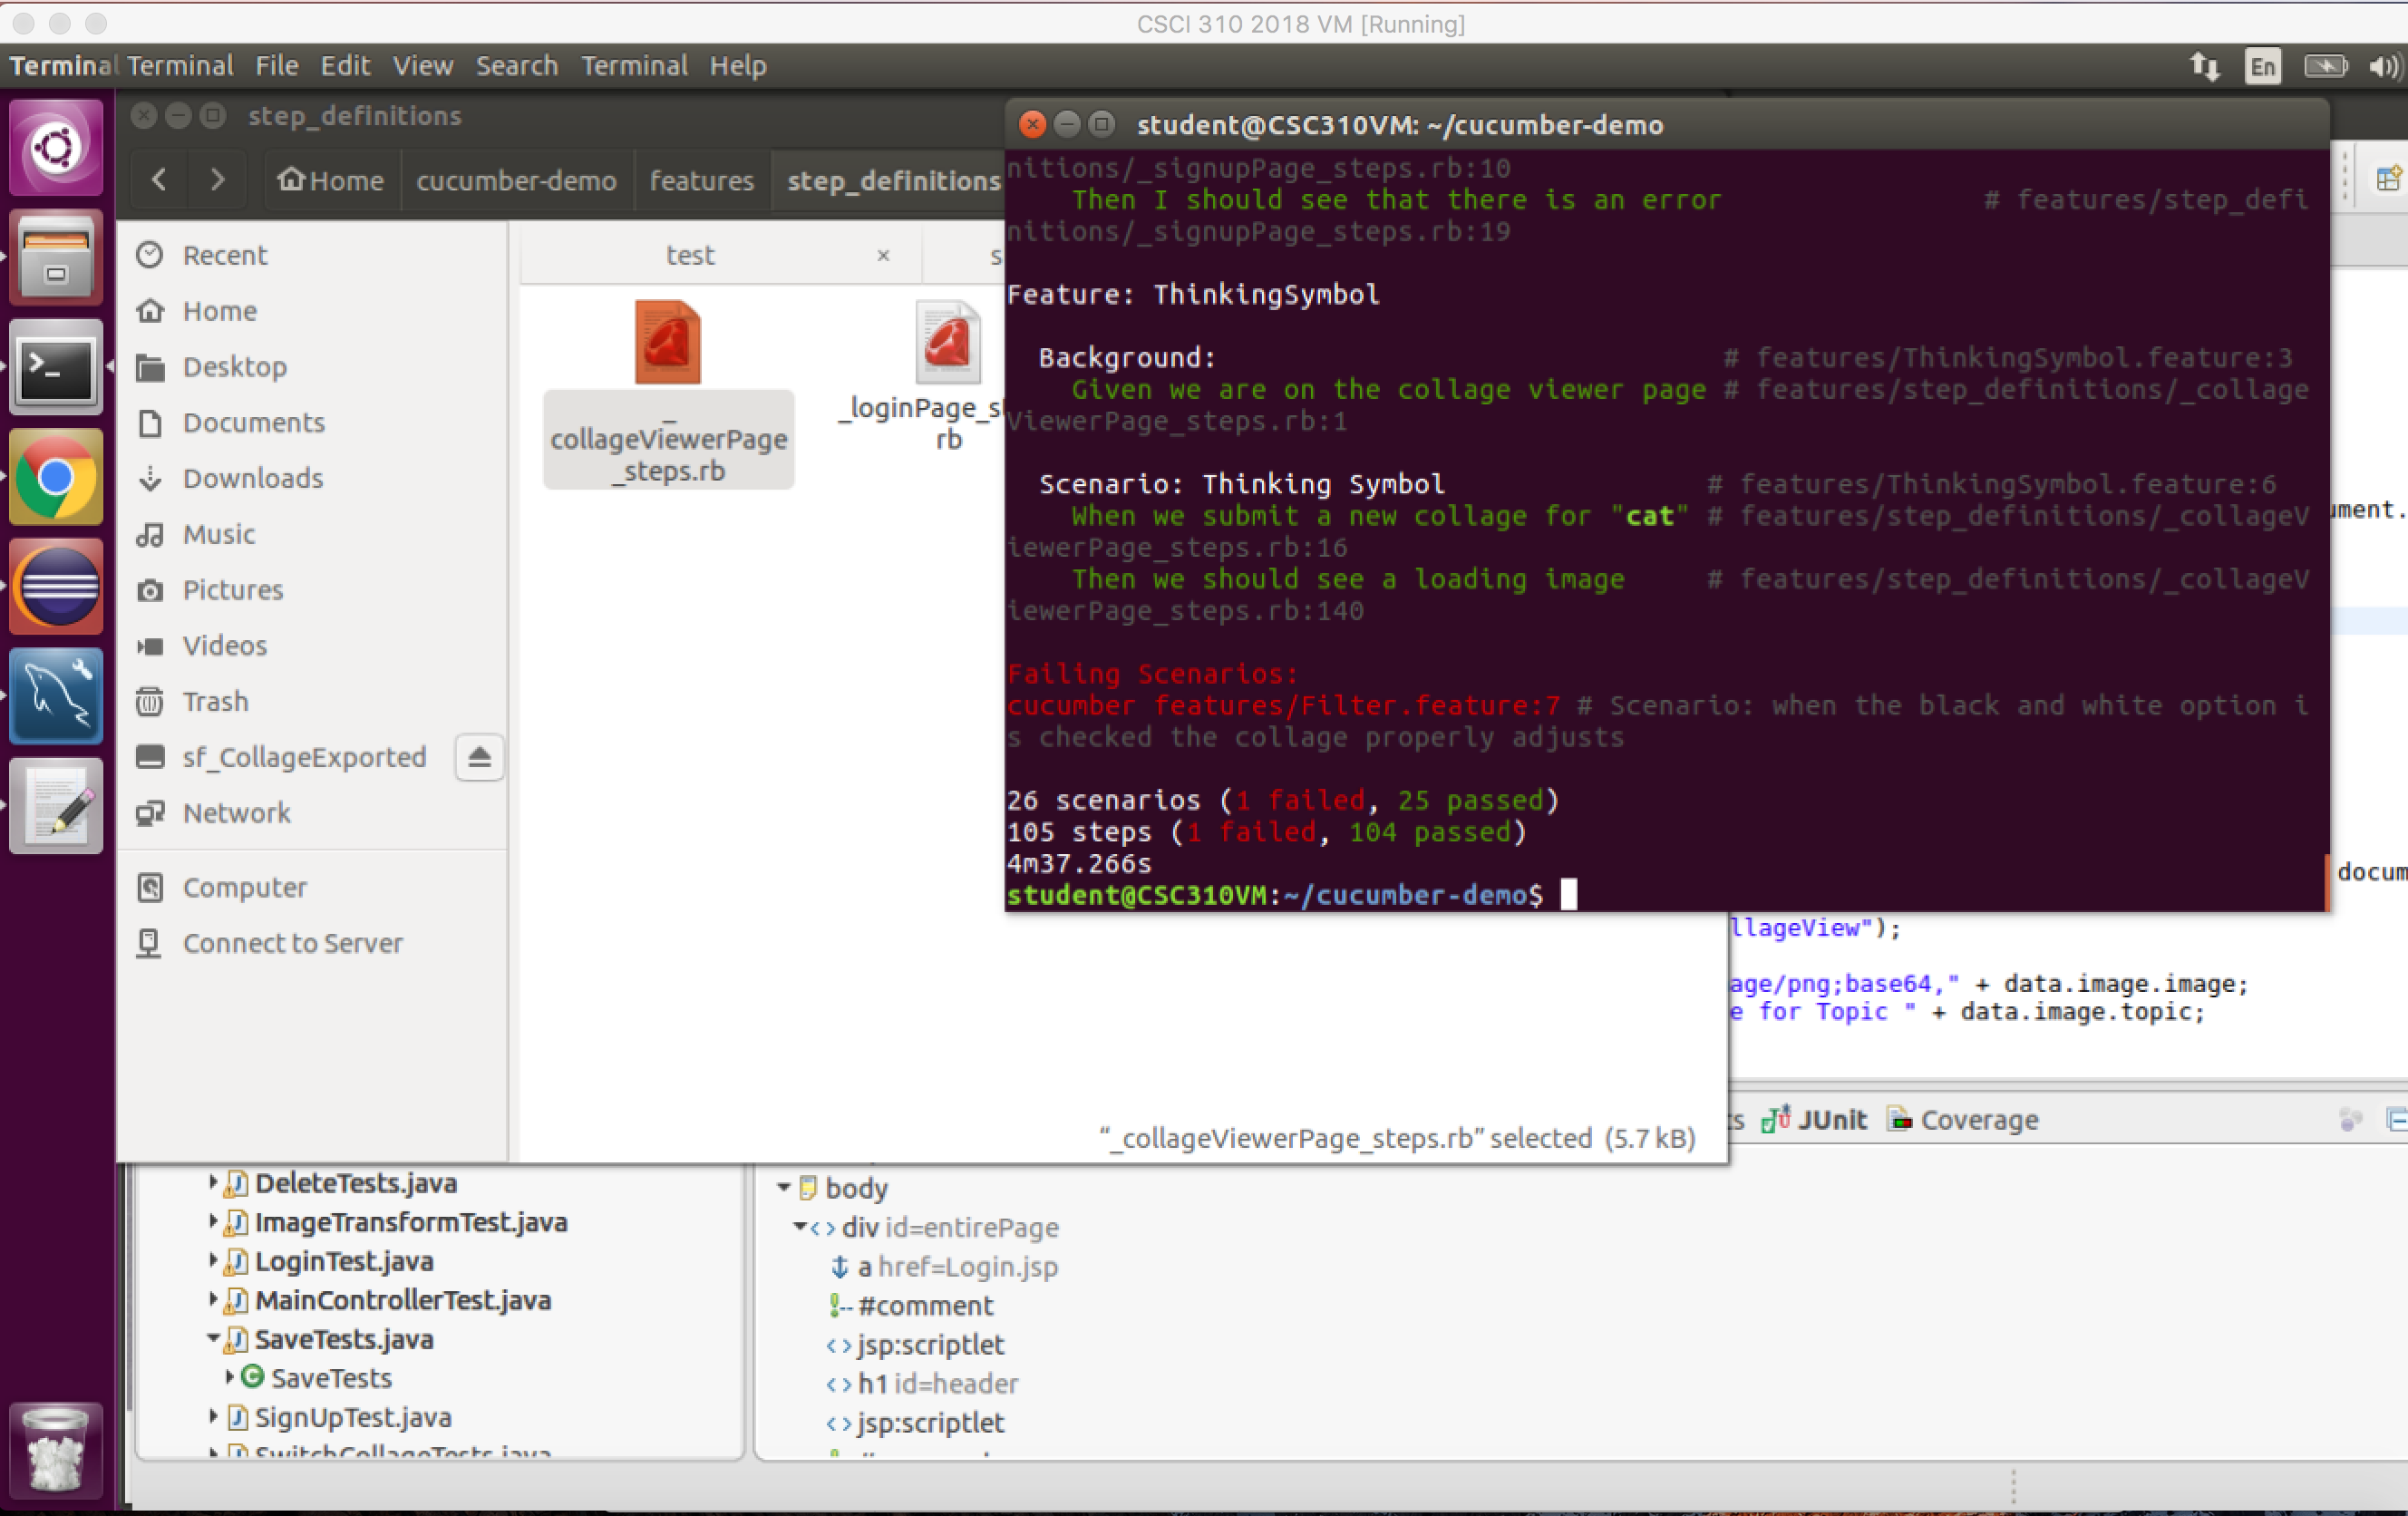 CSCI 310 2018 VM [Running]
Terminal Terminal File Edit View Search Terminal Help
En
step_definitions
Home cucumber-demo features step_definitions
Recent
Home
Desktop
Documents
Downloads
Music
Pictures
Videos
Trash
sf_CollageExported
Network
Computer
Connect to Server
test × s
_
collageViewerPage
_steps.rb
_loginPage_s
rb
"_collageViewerPage_steps.rb" selected (5.7 kB)
student@CSC310VM: ~/cucumber-demo
nitions/_signupPage_steps.rb:10
Then I should see that there is an error # features/step_defi
nitions/_signupPage_steps.rb:19
Feature: ThinkingSymbol
Background: # features/ThinkingSymbol.feature:3
Given we are on the collage viewer page # features/step_definitions/_collage
ViewerPage_steps.rb:1
Scenario: Thinking Symbol # features/ThinkingSymbol.feature:6
When we submit a new collage for "cat" # features/step_definitions/_collageV
iewerPage_steps.rb:16
Then we should see a loading image # features/step_definitions/_collageV
iewerPage_steps.rb:140
Failing Scenarios:
cucumber features/Filter.feature:7 # Scenario: when the black and white option i
s checked the collage properly adjusts
26 scenarios (1 failed, 25 passed)
105 steps (1 failed, 104 passed)
4m37.266s
student@CSC310VM:~/cucumber-demo$
ument.
docum
llageView");
age/png;base64," + data.image.image;
e for Topic " + data.image.topic;
ts JUnit Coverage
DeleteTests.java
ImageTransformTest.java
LoginTest.java
MainControllerTest.java
SaveTests.java
SaveTests
SignUpTest.java
SwitchCollageTests.java
body
div id=entirePage
a href=Login.jsp
#comment
jsp:scriptlet
h1 id=header
jsp:scriptlet